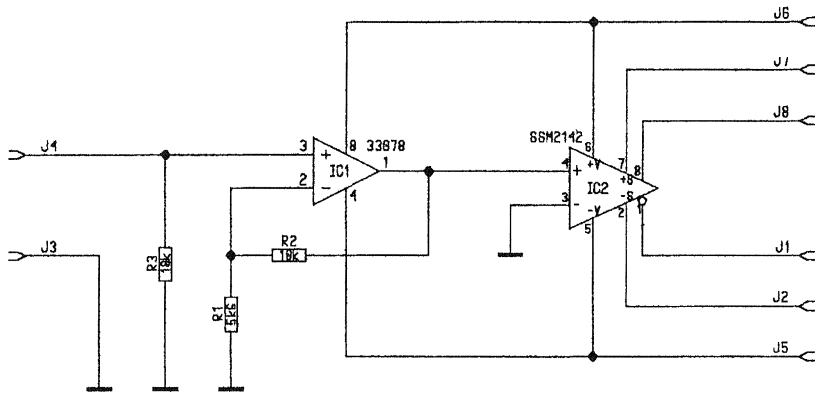 J6
J7
J8
SSM2142
J4
3
+
8
33078
1
IC1
2
-
4
4
+
6
+V
7
+S
8
IC2
-S
3
-
-V
5
2
1
J3
R2
10k
R3
10k
R1
5k6
J1
J2
J5